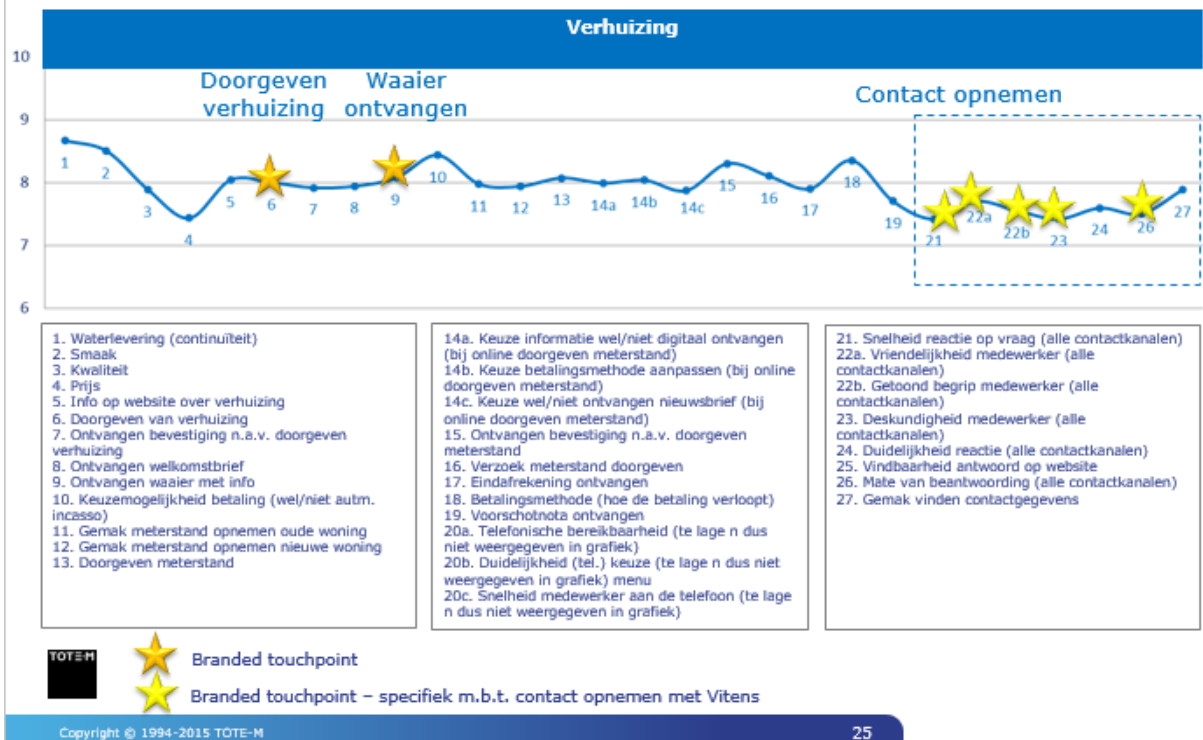 Verhuizing
10
9
8
7
6
Doorgeven
verhuizing
Waaier
ontvangen
Contact opnemen
1
2
3
4
5
6
7
8
9
10
11
12
13
14a
14b
14c
15
16
17
18
19
21
22a
22b
23
24
26
27
1. Waterlevering (continuïteit)
2. Smaak
3. Kwaliteit
4. Prijs
5. Info op website over verhuizing
6. Doorgeven van verhuizing
7. Ontvangen bevestiging n.a.v. doorgeven
verhuizing
8. Ontvangen welkomstbrief
9. Ontvangen waaier met info
10. Keuzemogelijkheid betaling (wel/niet autm.
incasso)
11. Gemak meterstand opnemen oude woning
12. Gemak meterstand opnemen nieuwe woning
13. Doorgeven meterstand
14a. Keuze informatie wel/niet digitaal ontvangen
(bij online doorgeven meterstand)
14b. Keuze betalingsmethode aanpassen (bij online
doorgeven meterstand)
14c. Keuze wel/niet ontvangen nieuwsbrief (bij
online doorgeven meterstand)
15. Ontvangen bevestiging n.a.v. doorgeven
meterstand
16. Verzoek meterstand doorgeven
17. Eindafrekening ontvangen
18. Betalingsmethode (hoe de betaling verloopt)
19. Voorschotnota ontvangen
20a. Telefonische bereikbaarheid (te lage n dus
niet weergegeven in grafiek)
20b. Duidelijkheid (tel.) keuze (te lage n dus niet
weergegeven in grafiek) menu
20c. Snelheid medewerker aan de telefoon (te lage
n dus niet weergegeven in grafiek)
21. Snelheid reactie op vraag (alle contactkanalen)
22a. Vriendelijkheid medewerker (alle
contactkanalen)
22b. Getoond begrip medewerker (alle
contactkanalen)
23. Deskundigheid medewerker (alle
contactkanalen)
24. Duidelijkheid reactie (alle contactkanalen)
25. Vindbaarheid antwoord op website
26. Mate van beantwoording (alle contactkanalen)
27. Gemak vinden contactgegevens
TOTE-M
Branded touchpoint
Branded touchpoint – specifiek m.b.t. contact opnemen met Vitens
Copyright © 1994-2015 TOTE-M
25